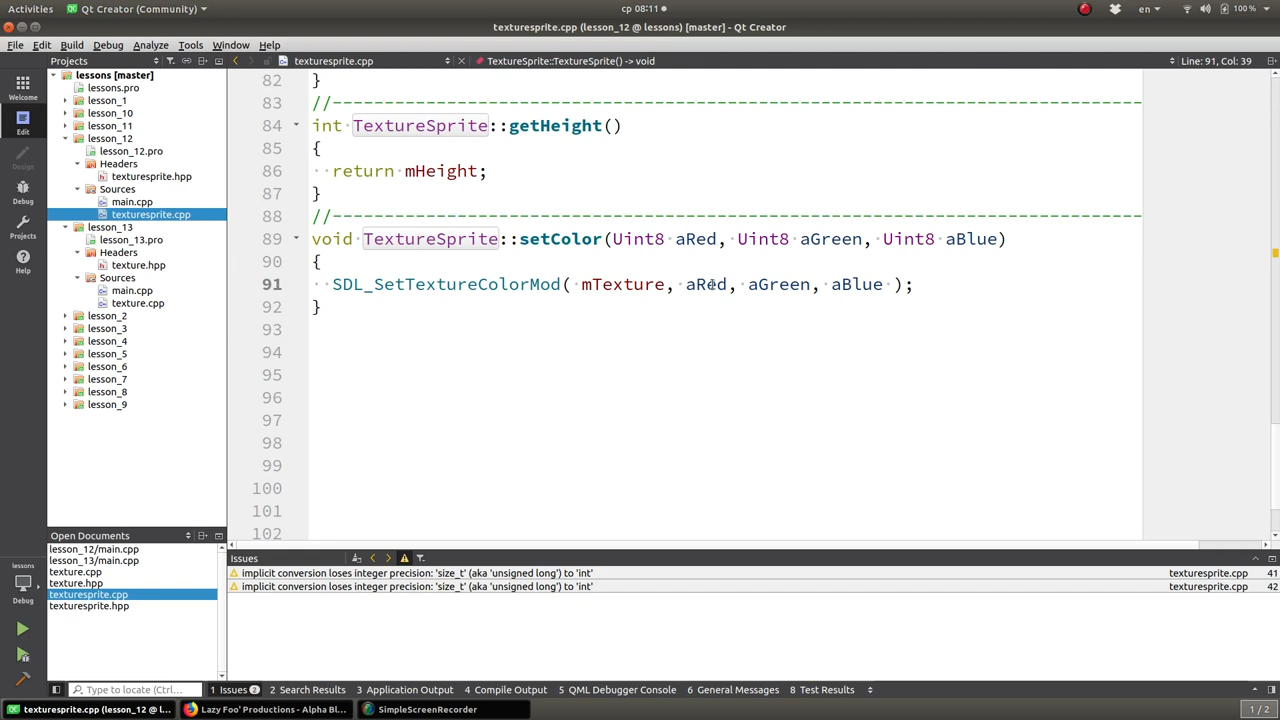 Activities
Qt Creator (Community)
ср 08:11
en
100 %
texturesprite.cpp (lesson_12 @ lessons) [master] - Qt Creator
File Edit Build Debug Analyze Tools Window Help
Projects
texturesprite.cpp
TextureSprite::TextureSprite() -> void
Line: 91, Col: 39
Welcome
Edit
Design
Debug
Projects
Help
lessons [master]
lessons.pro
lesson_1
lesson_10
lesson_11
lesson_12
lesson_12.pro
Headers
texturesprite.hpp
Sources
main.cpp
texturesprite.cpp
lesson_13
lesson_13.pro
Headers
texture.hpp
Sources
main.cpp
texture.cpp
lesson_2
lesson_3
lesson_4
lesson_5
lesson_6
lesson_7
lesson_8
lesson_9
82 }
83 //------------------------------------------------------------------------------
84 int TextureSprite::getHeight()
85 {
86 return mHeight;
87 }
88 //------------------------------------------------------------------------------
89 void TextureSprite::setColor(Uint8 aRed, Uint8 aGreen, Uint8 aBlue)
90 {
91 SDL_SetTextureColorMod( mTexture, aRed, aGreen, aBlue );
92 }
93
94
95
96
97
98
99
100
101
102
Open Documents
lesson_12/main.cpp
lesson_13/main.cpp
texture.cpp
texture.hpp
texturesprite.cpp
texturesprite.hpp
lessons
Debug
Issues
implicit conversion loses integer precision: 'size_t' (aka 'unsigned long') to 'int' texturesprite.cpp 41
implicit conversion loses integer precision: 'size_t' (aka 'unsigned long') to 'int' texturesprite.cpp 42
Type to locate (...
1 Issues 2
2 Search Results
3 Application Output
4 Compile Output
5 QML Debugger Console
6 General Messages
8 Test Results
texturesprite.cpp (lesson_12 @ l...
Lazy Foo' Productions - Alpha Bl...
SimpleScreenRecorder
1 / 2